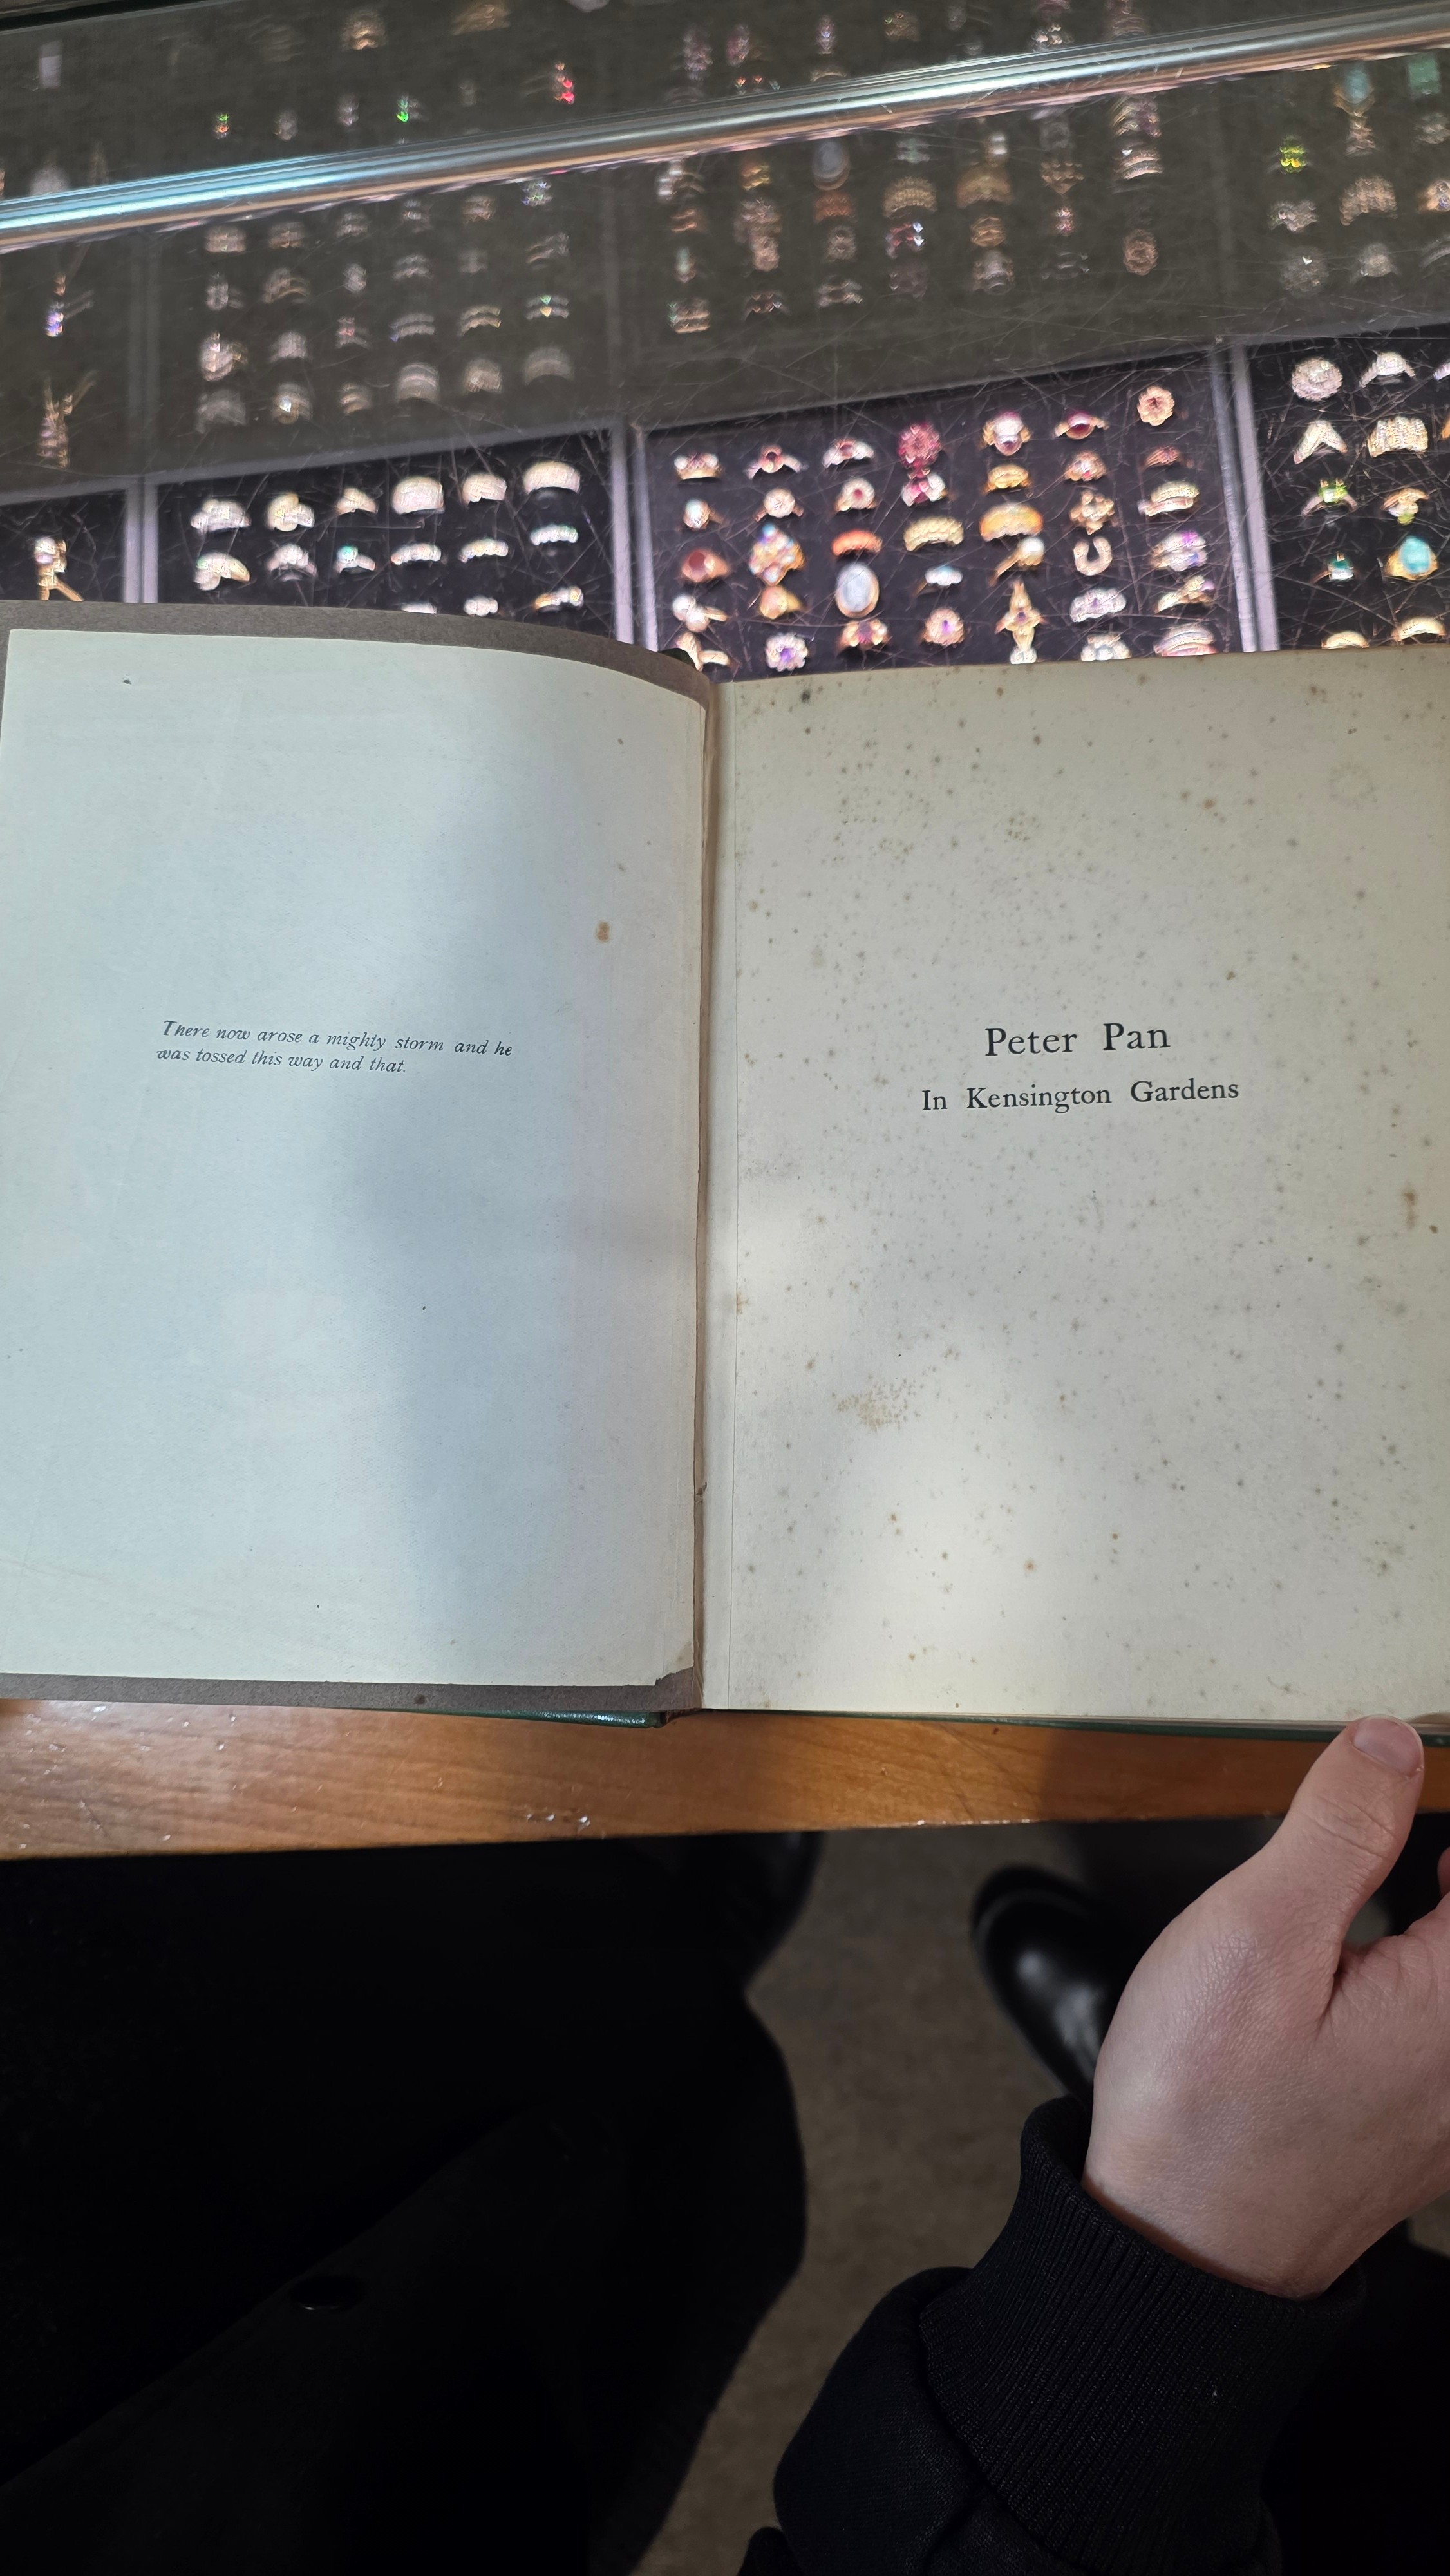 There now arose a mighty storm and he
was tossed this way and that.
Peter Pan
In Kensington Gardens